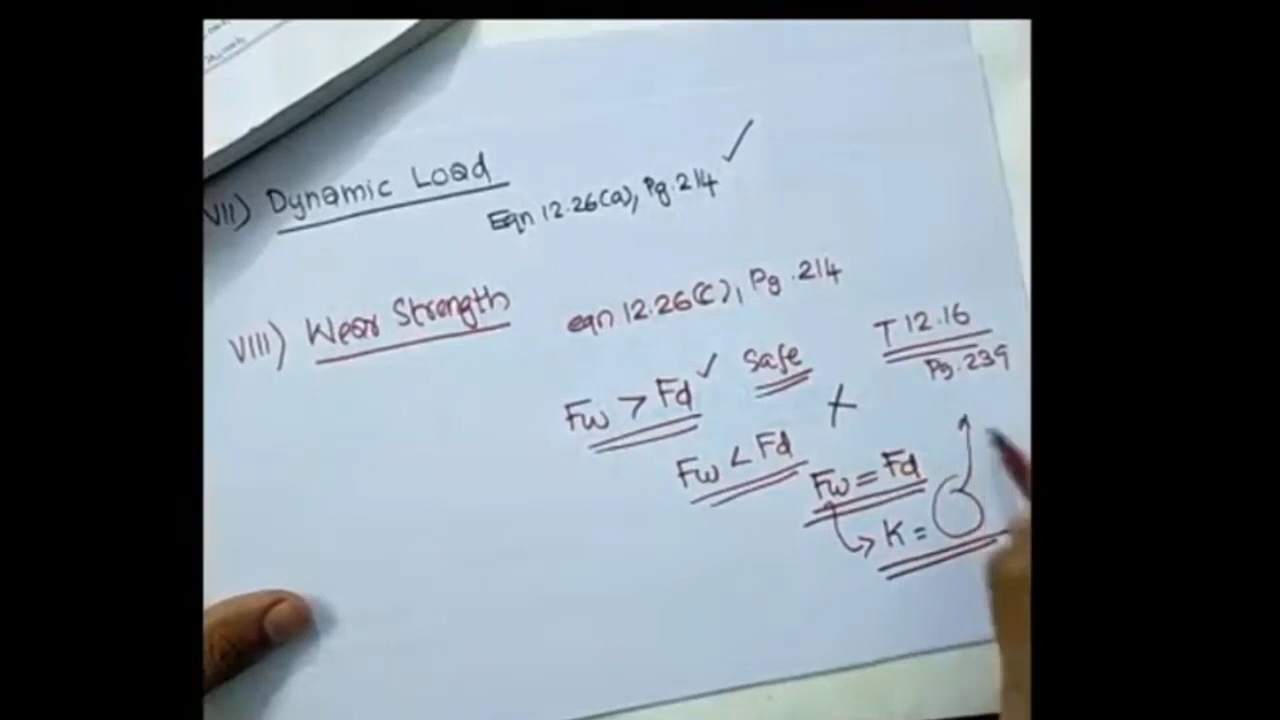 VII) Dynamic Load
Eqn 12.26(a), Pg.214 ✓
VIII) Wear Strength
eqn 12.26(c), Pg.214
T 12.16
Pg.239
Fw > Fd ✓ Safe
Fw < Fd ×
Fw = Fd
→ K =